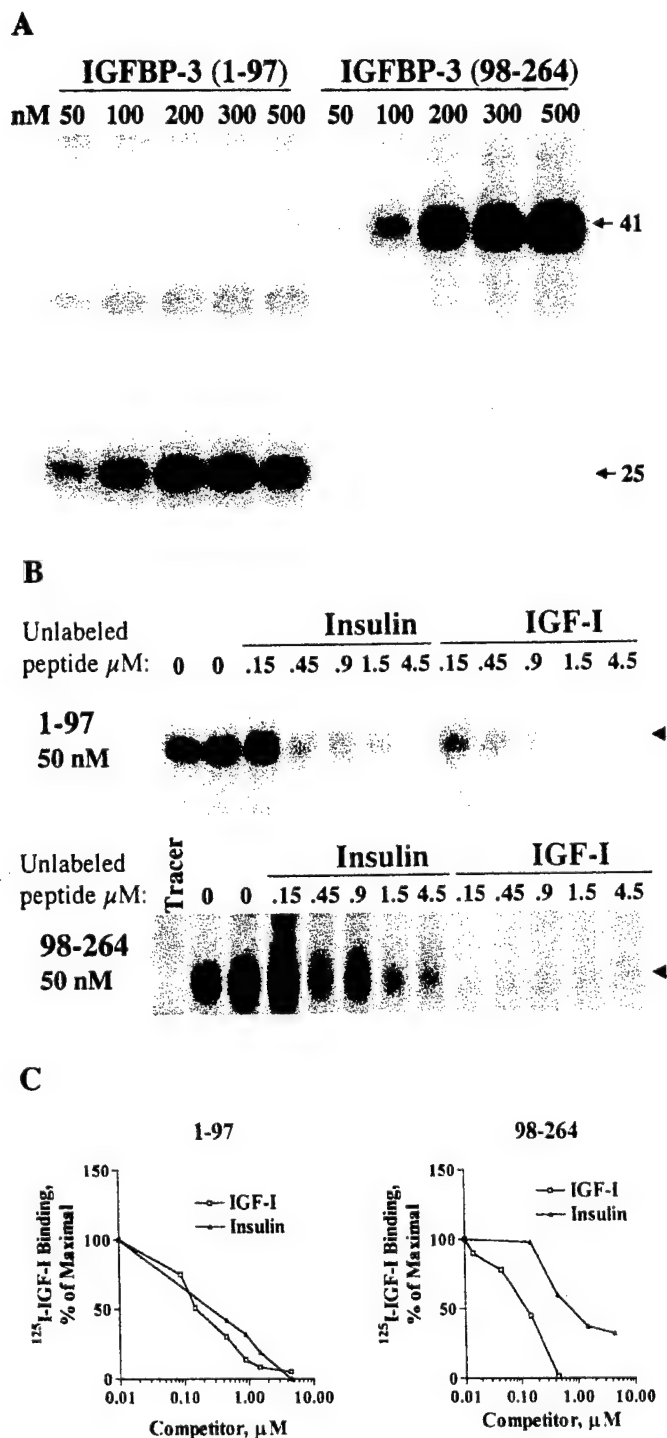 A
IGFBP-3 (1-97) IGFBP-3 (98-264)
nM 50 100 200 300 500 50 100 200 300 500
← 41
← 25
B
Insulin IGF-I
Unlabeled
peptide µM: 0 0 .15 .45 .9 1.5 4.5 .15 .45 .9 1.5 4.5
1-97
50 nM
Tracer
Insulin IGF-I
Unlabeled
peptide µM: 0 0 .15 .45 .9 1.5 4.5 .15 .45 .9 1.5 4.5
98-264
50 nM
C
1-97
125I-IGF-I Binding,
% of Maximal
150
100
50
0
IGF-I
Insulin
0.01 0.10 1.00 10.00
Competitor, µM
98-264
125I-IGF-I Binding,
% of Maximal
150
100
50
0
IGF-I
Insulin
0.01 0.10 1.00 10.00
Competitor, µM